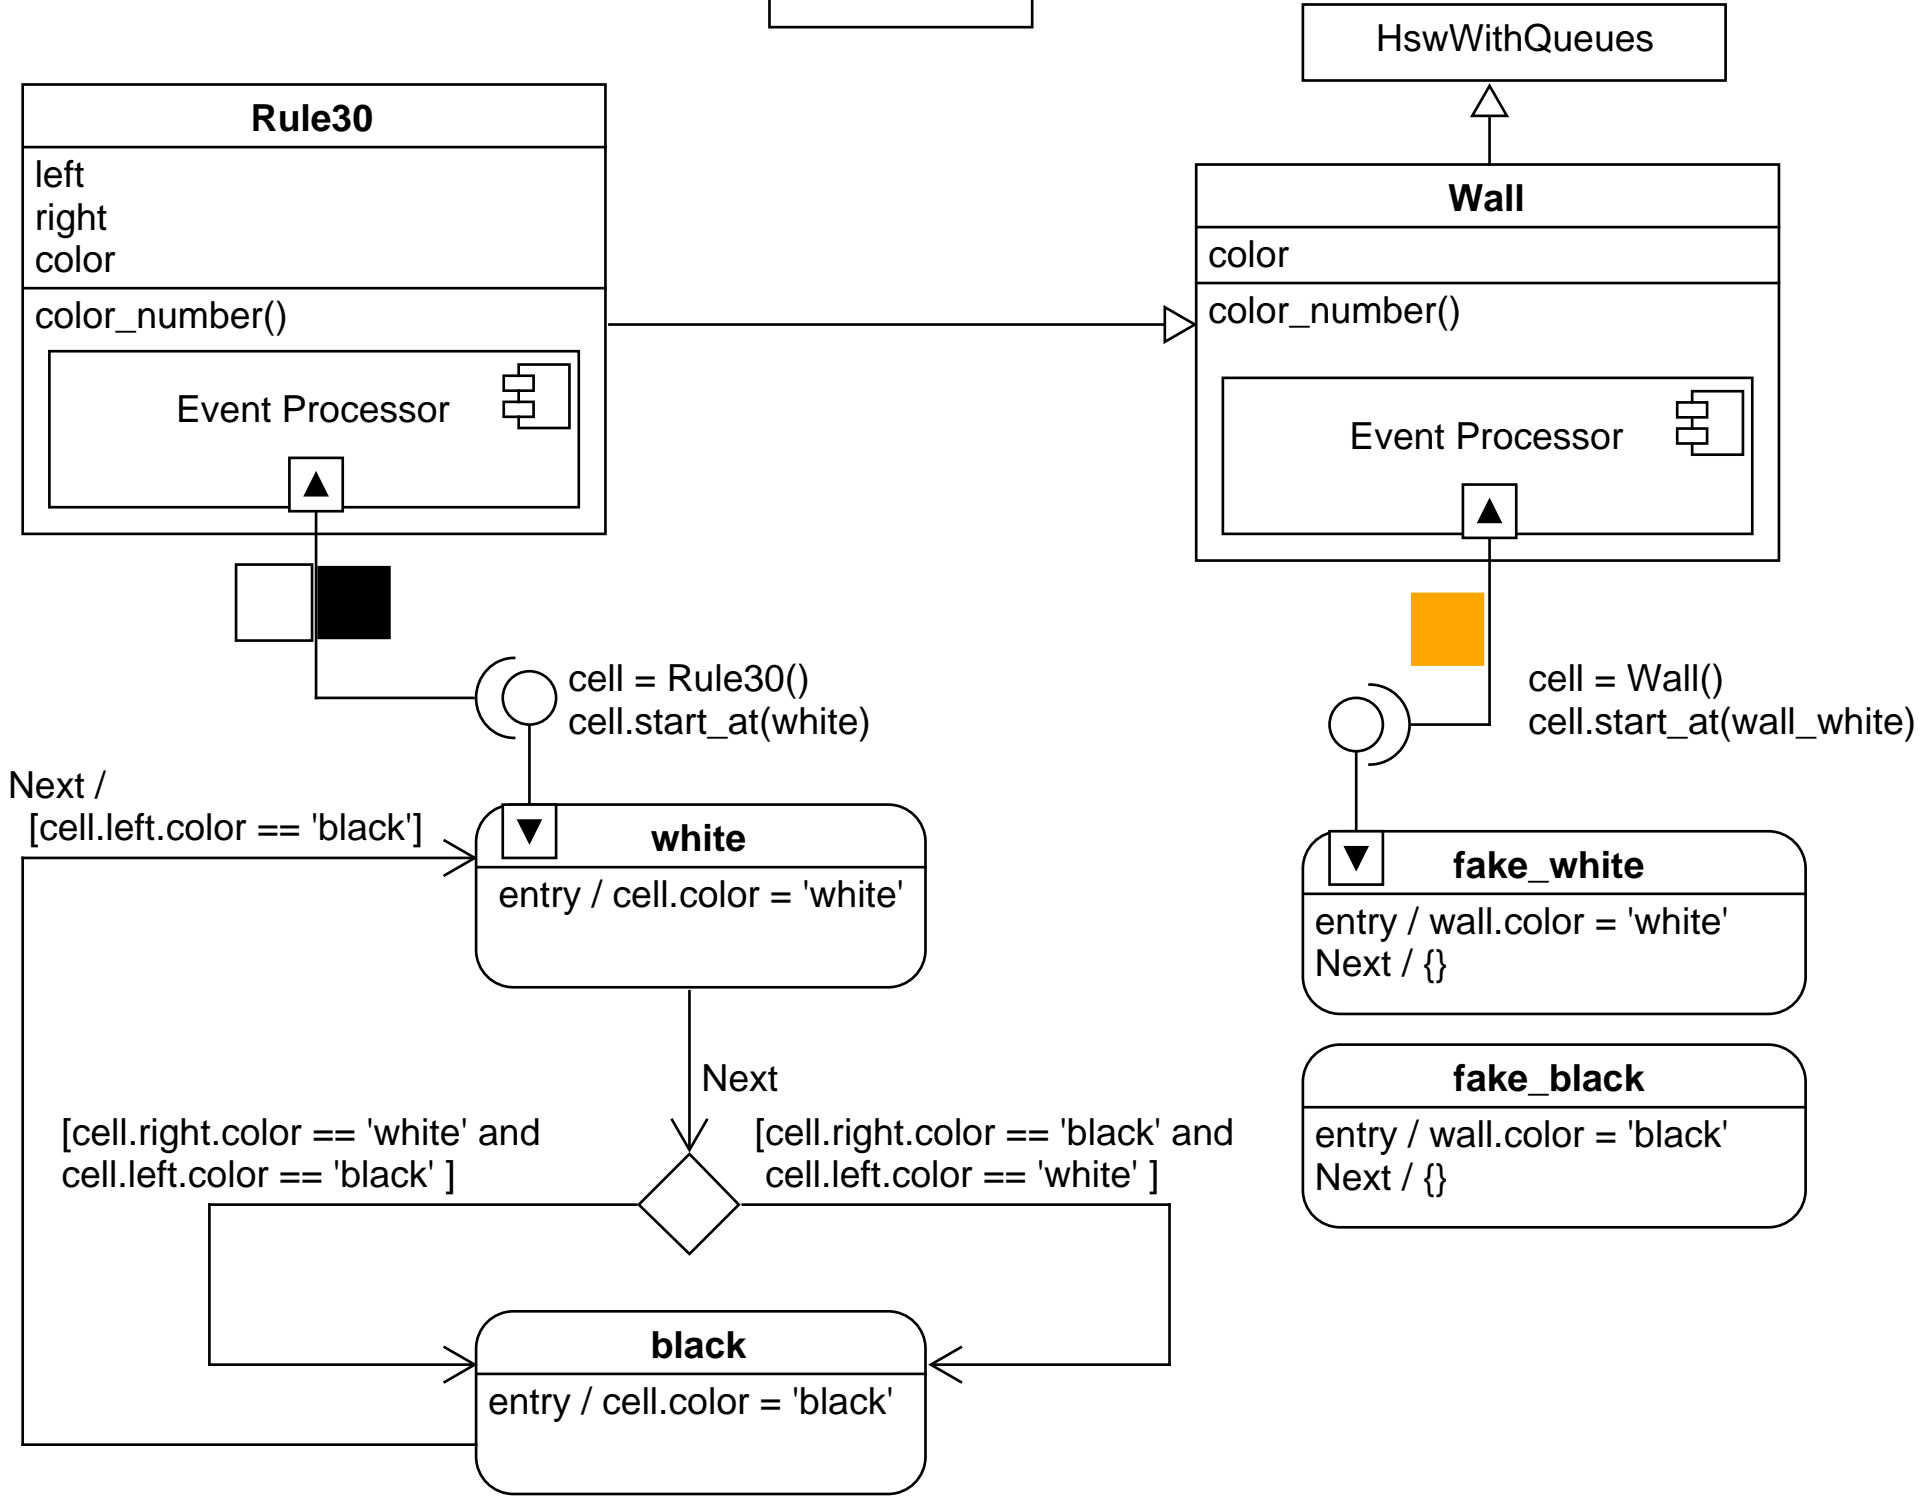 HswWithQueues
Rule30
left
right
color
color_number()
Event Processor
Wall
color
color_number()
Event Processor
cell = Rule30()
cell.start_at(white)
cell = Wall()
cell.start_at(wall_white)
Next /
[cell.left.color == 'black']
white
entry / cell.color = 'white'
fake_white
entry / wall.color = 'white'
Next / {}
Next
[cell.right.color == 'white' and
cell.left.color == 'black' ]
[cell.right.color == 'black' and
cell.left.color == 'white' ]
fake_black
entry / wall.color = 'black'
Next / {}
black
entry / cell.color = 'black'